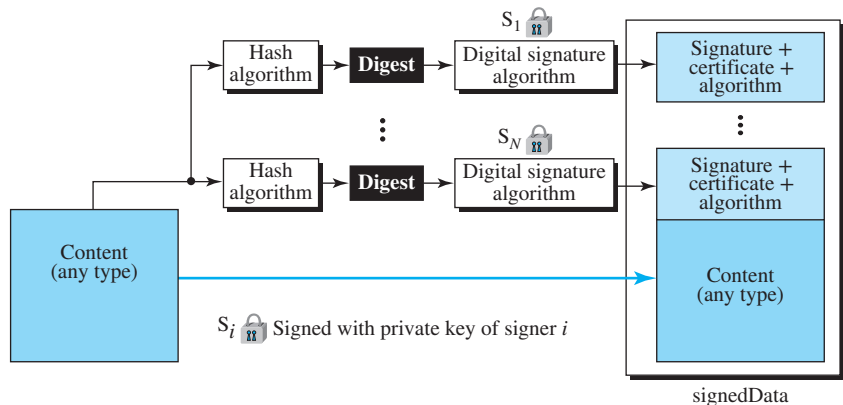 S1
Hash
algorithm
Digest
Digital signature
algorithm
Signature +
certificate +
algorithm
SN
Hash
algorithm
Digest
Digital signature
algorithm
Signature +
certificate +
algorithm
Content
(any type)
Content
(any type)
Si Signed with private key of signer i
signedData